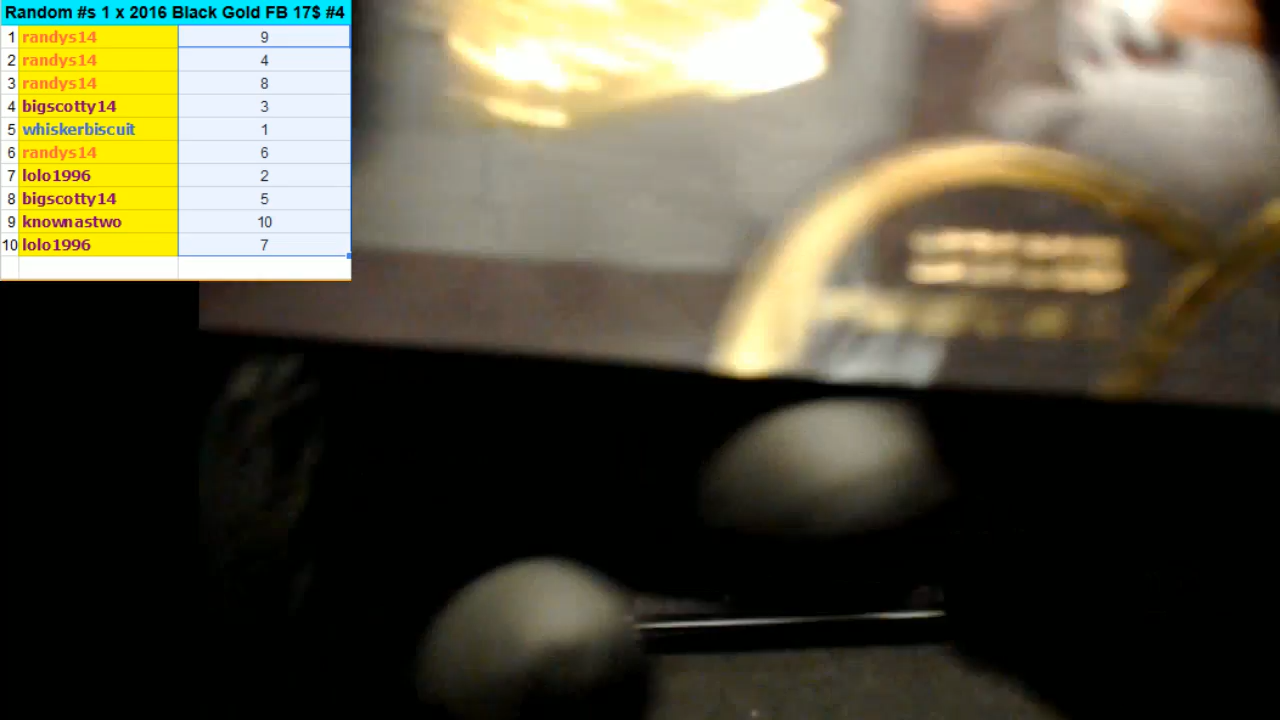 Random #s 1 x 2016 Black Gold FB 17$ #4
1 randys14 9
2 randys14 4
3 randys14 8
4 bigscotty14 3
5 whiskerbiscuit 1
6 randys14 6
7 lolo1996 2
8 bigscotty14 5
9 knownastwo 10
10 lolo1996 7